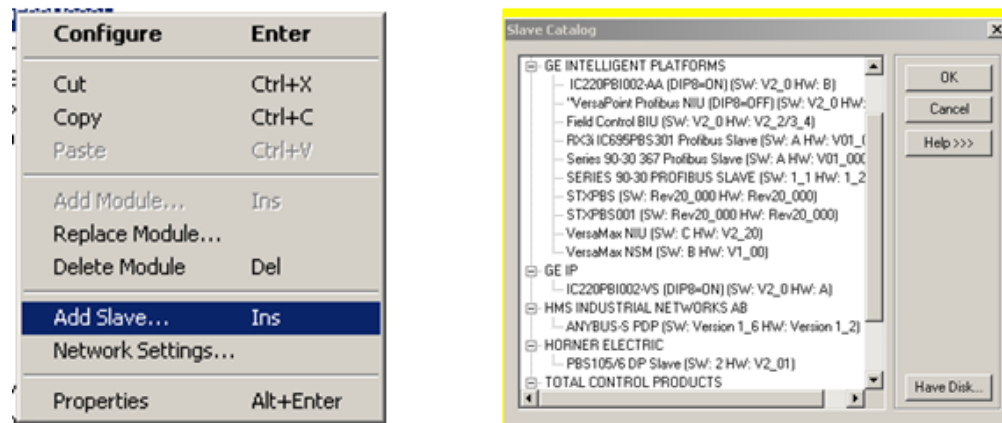 Configure Enter
Cut Ctrl+X
Copy Ctrl+C
Paste Ctrl+V
Add Module... Ins
Replace Module...
Delete Module Del
Add Slave... Ins
Network Settings...
Properties Alt+Enter
Slave Catalog
GE INTELLIGENT PLATFORMS
IC220PBI002-AA (DIP8=ON) (SW: V2_0 HW: B)
"VersaPoint Profibus NIU (DIP8=OFF) (SW: V2_0 HW:
Field Control BIU (SW: V2_0 HW: V2_2/3_4)
RX3i IC695PBS301 Profibus Slave (SW: A HW: V01_(
Series 90-30 367 Profibus Slave (SW: A HW: V01_000
SERIES 90-30 PROFIBUS SLAVE (SW: 1_1 HW: 1_2
STXPBS (SW: Rev20_000 HW: Rev20_000)
STXPBS001 (SW: Rev20_000 HW: Rev20_000)
VersaMax NIU (SW: C HW: V2_20)
VersaMax NSM (SW: B HW: V1_00)
GE IP
IC220PBI002-VS (DIP8=ON) (SW: V2_0 HW: A)
HMS INDUSTRIAL NETWORKS AB
ANYBUS-S PDP (SW: Version 1_6 HW: Version 1_2)
HORNER ELECTRIC
PBS105/6 DP Slave (SW: 2 HW: V2_01)
TOTAL CONTROL PRODUCTS
OK
Cancel
Help >>>
Have Disk...